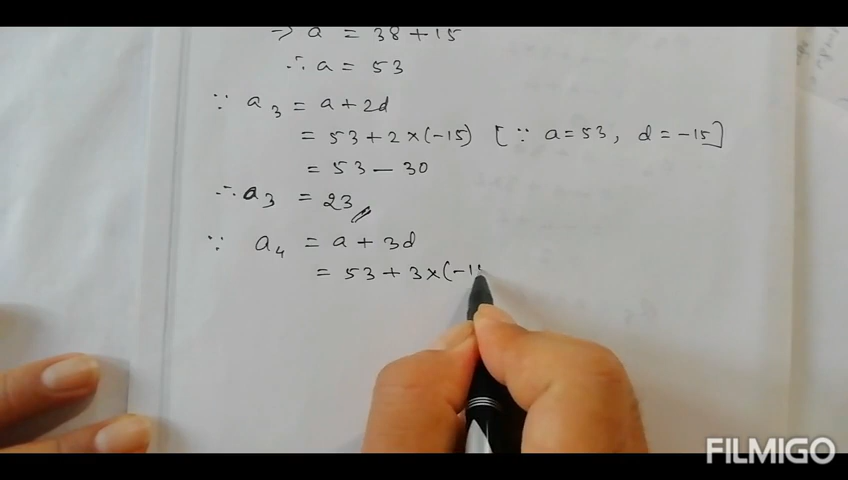 ⇒ a = 38 + 15
∴ a = 53
∵ a₃ = a + 2d
= 53 + 2 × (-15) [∵ a = 53, d = -15]
= 53 - 30
∴ a₃ = 23
∵ a₄ = a + 3d
= 53 + 3 × (-1
FILMIGO